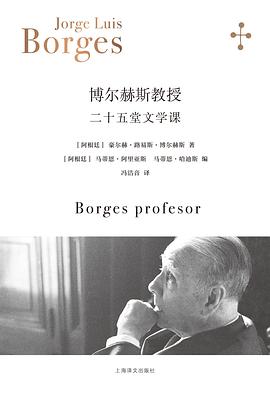 Jorge Luis
Borges
博尔赫斯教授
二十五堂文学课
[阿根廷] 豪尔赫·路易斯·博尔赫斯 著
[阿根廷] 马蒂恩·阿里亚斯 马蒂恩·哈迪斯 编
冯洁音 译
Borges profesor
上海译文出版社